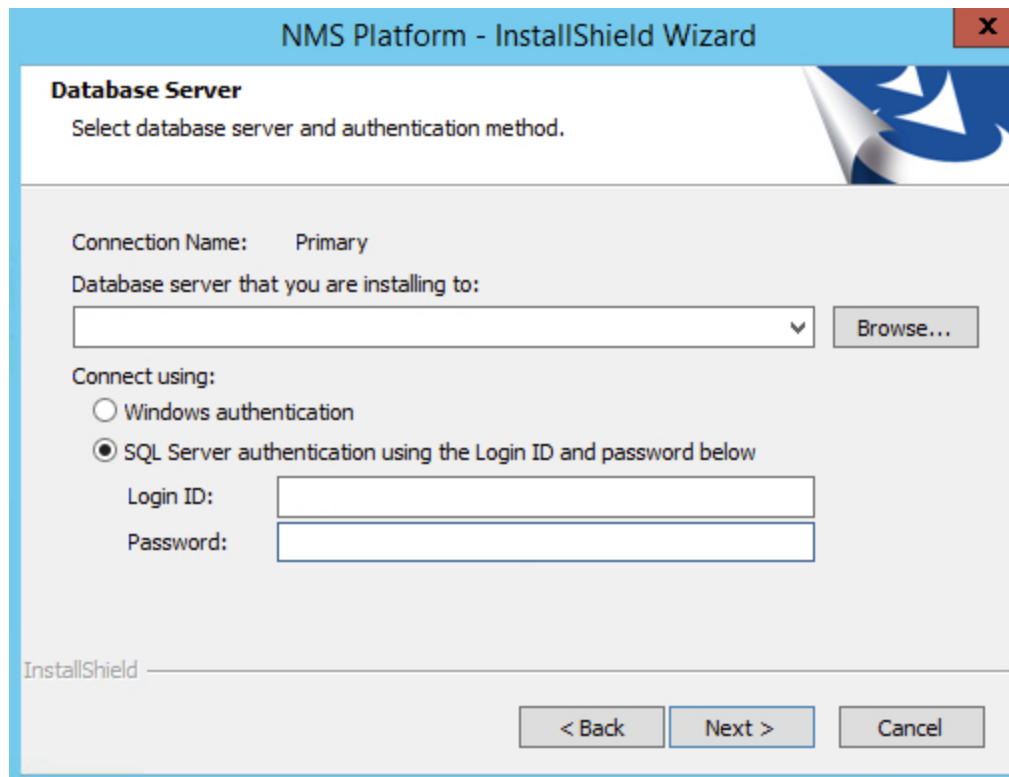 NMS Platform - InstallShield Wizard
x
Database Server
Select database server and authentication method.
Connection Name: Primary
Database server that you are installing to:
Browse...
Connect using:
Windows authentication
SQL Server authentication using the Login ID and password below
Login ID:
Password:
InstallShield
< Back Next > Cancel